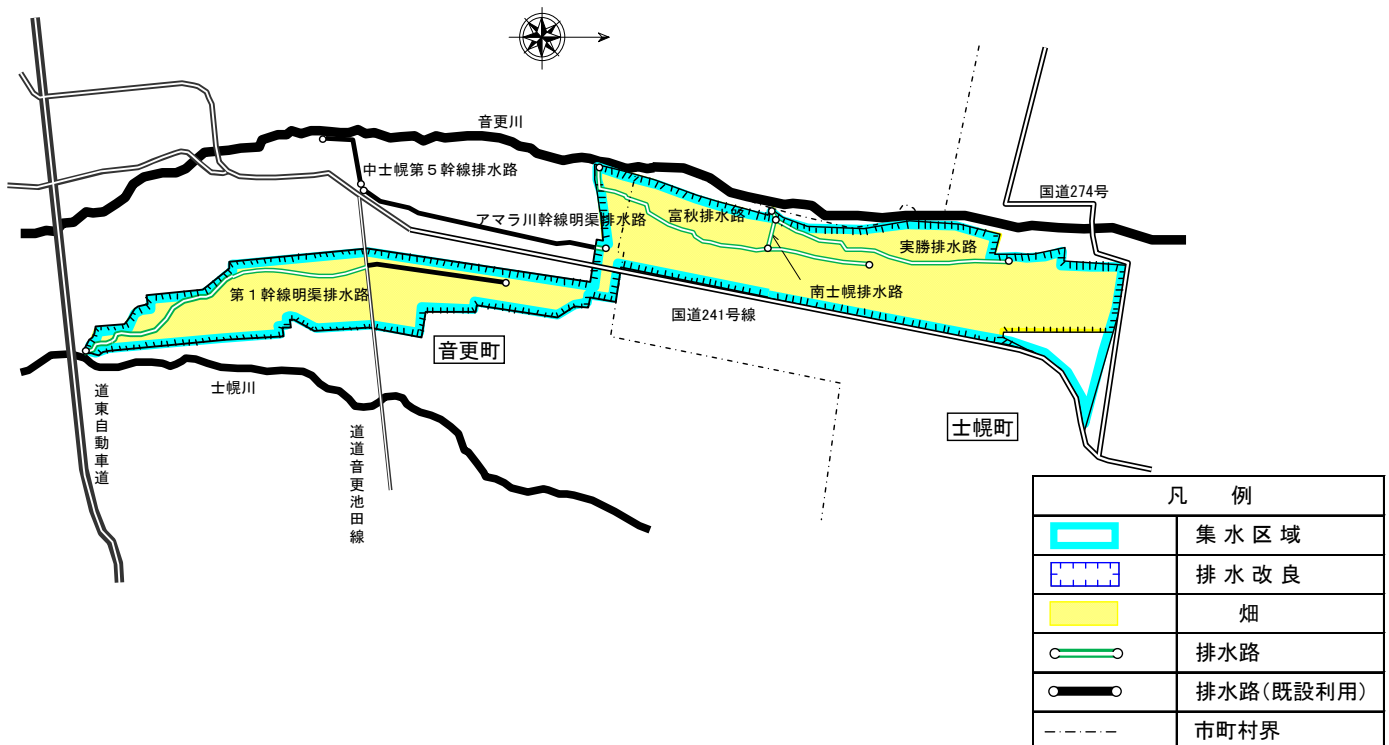 音更川
中士幌第５幹線排水路
国道274号
アマラ川幹線明渠排水路
富秋排水路
実勝排水路
第１幹線明渠排水路
南士幌排水路
国道241号線
音更町
士幌川
道東自動車道
道道音更池田線
士幌町
凡　例
集水区域
排水改良
畑
排水路
排水路(既設利用)
市町村界